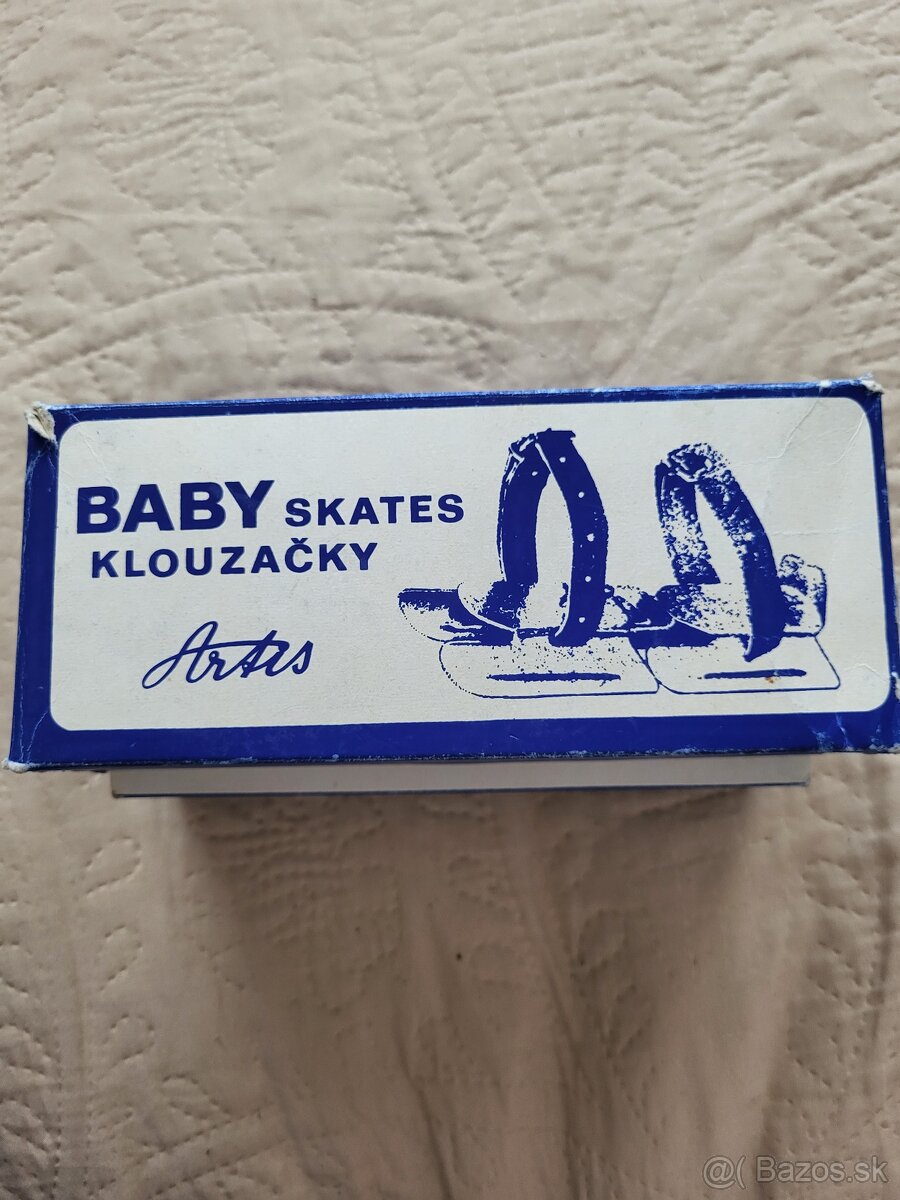 BABY SKATES
KLOUZAČKY
Artis
@( Bazos.sk